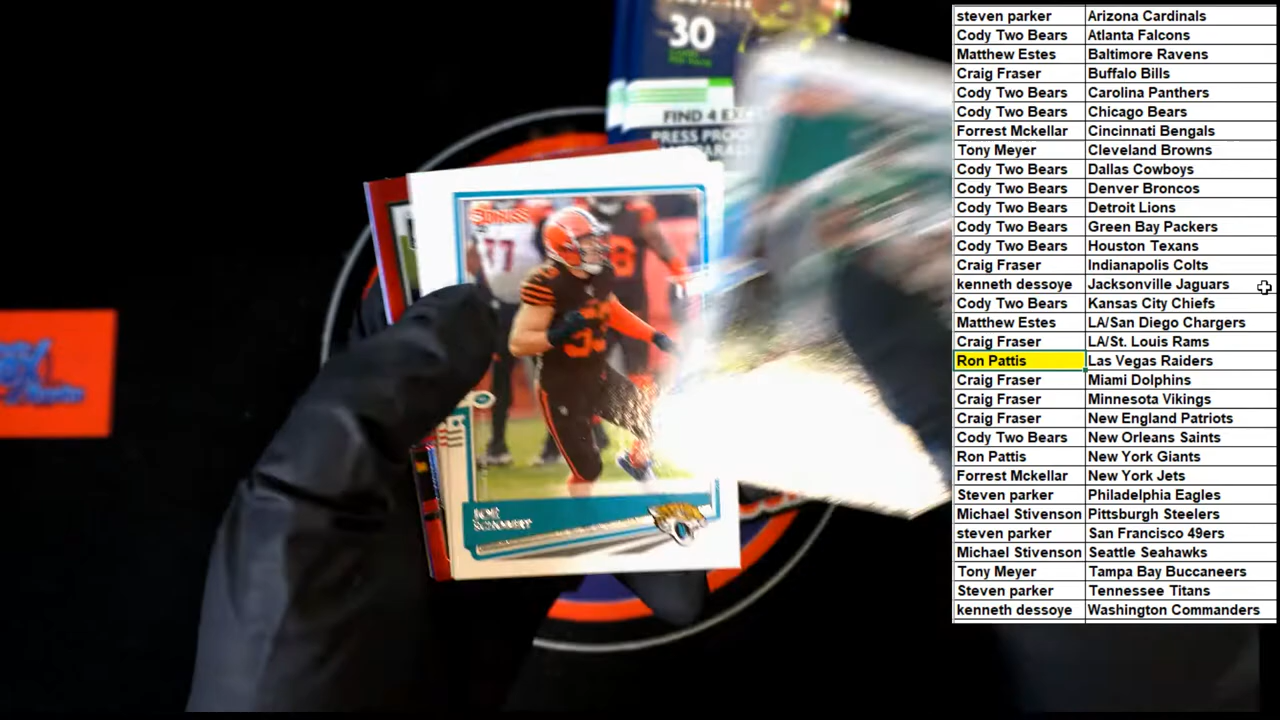 30
FIND 4 EX
PRESS PROO
77
53
JOE
SCHOBERT
steven parker Arizona Cardinals
Cody Two Bears Atlanta Falcons
Matthew Estes Baltimore Ravens
Craig Fraser Buffalo Bills
Cody Two Bears Carolina Panthers
Cody Two Bears Chicago Bears
Forrest Mckellar Cincinnati Bengals
Tony Meyer Cleveland Browns
Cody Two Bears Dallas Cowboys
Cody Two Bears Denver Broncos
Cody Two Bears Detroit Lions
Cody Two Bears Green Bay Packers
Cody Two Bears Houston Texans
Craig Fraser Indianapolis Colts
kenneth dessoye Jacksonville Jaguars
Cody Two Bears Kansas City Chiefs
Matthew Estes LA/San Diego Chargers
Craig Fraser LA/St. Louis Rams
Ron Pattis Las Vegas Raiders
Craig Fraser Miami Dolphins
Craig Fraser Minnesota Vikings
Craig Fraser New England Patriots
Cody Two Bears New Orleans Saints
Ron Pattis New York Giants
Forrest Mckellar New York Jets
Steven parker Philadelphia Eagles
Michael Stivenson Pittsburgh Steelers
steven parker San Francisco 49ers
Michael Stivenson Seattle Seahawks
Tony Meyer Tampa Bay Buccaneers
Steven parker Tennessee Titans
kenneth dessoye Washington Commanders